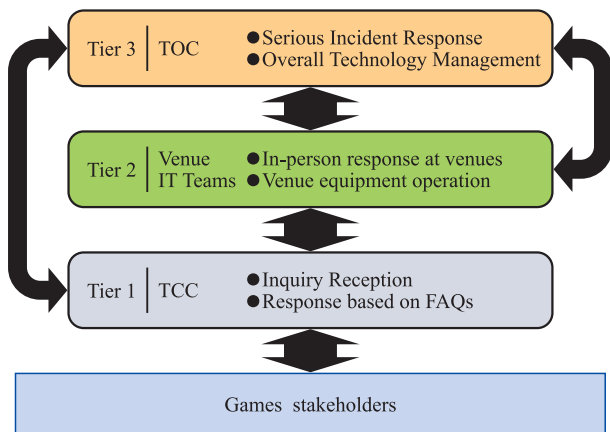 Tier 3 TOC ●Serious Incident Response
●Overall Technology Management
Tier 2 Venue IT Teams ●In-person response at venues
●Venue equipment operation
Tier 1 TCC ●Inquiry Reception
●Response based on FAQs
Games stakeholders